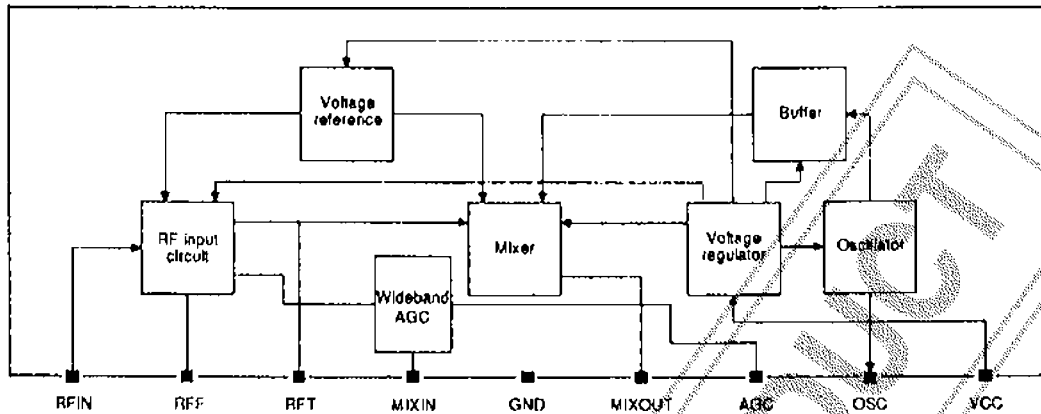 Voltage
reference
Buffer
RF input
circuit
Mixer
Voltage
regulator
Oscillator
Wideband
AGC
RFIN
RFE
RFT
MIXIN
GND
MIXOUT
AGC
OSC
VCC